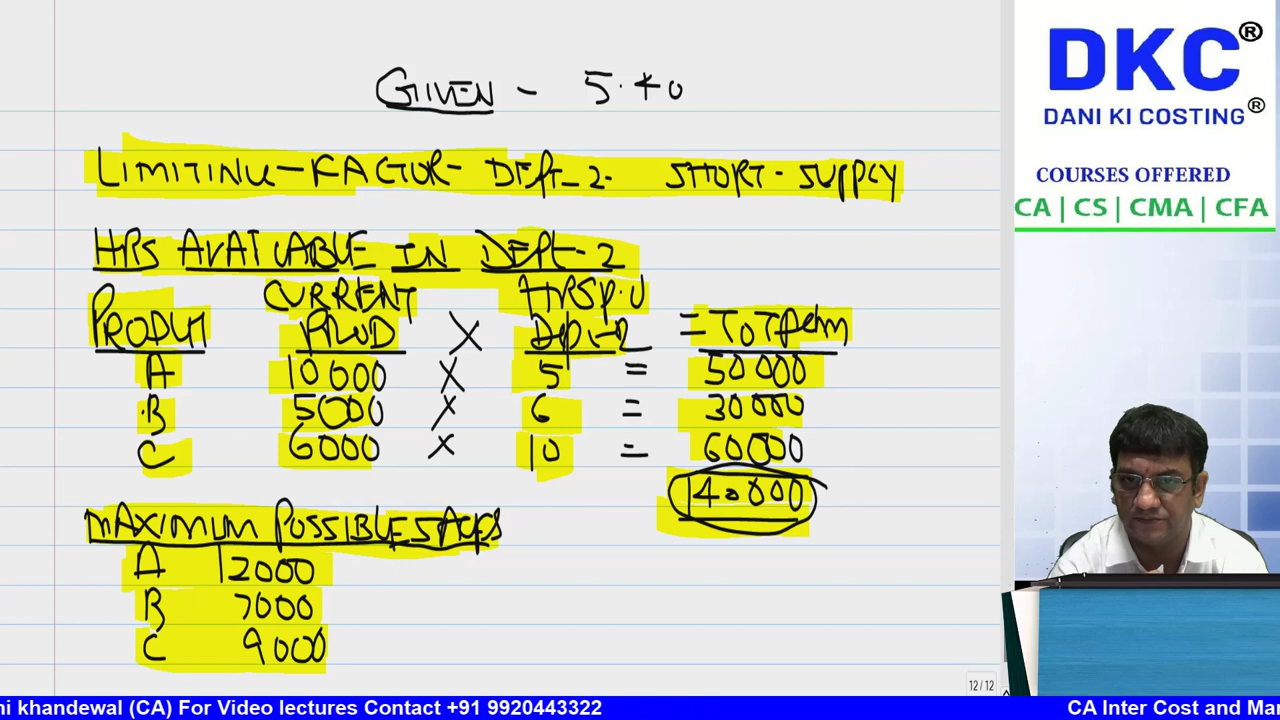 GIVEN - 5.40
LIMITING-FACTOR- DEPT-2- SHORT-SUPPLY
HRS AVAILABLE IN DEPT-2
PRODUCT CURRENT PROD X HRS P.U DEPT-2 =
A 10000 X 5 = 50000
B 5000 X 6 = 30000
C 6000 X 10 = 60000
140000
MAXIMUM POSSIBLE SALES
A 12000
B 7000
C 9000
12/12
DKC®
DANI KI COSTING®
COURSES OFFERED
CA | CS | CMA | CFA
ni khandewal (CA) For Video lectures Contact +91 9920443322
CA Inter Cost and Mar